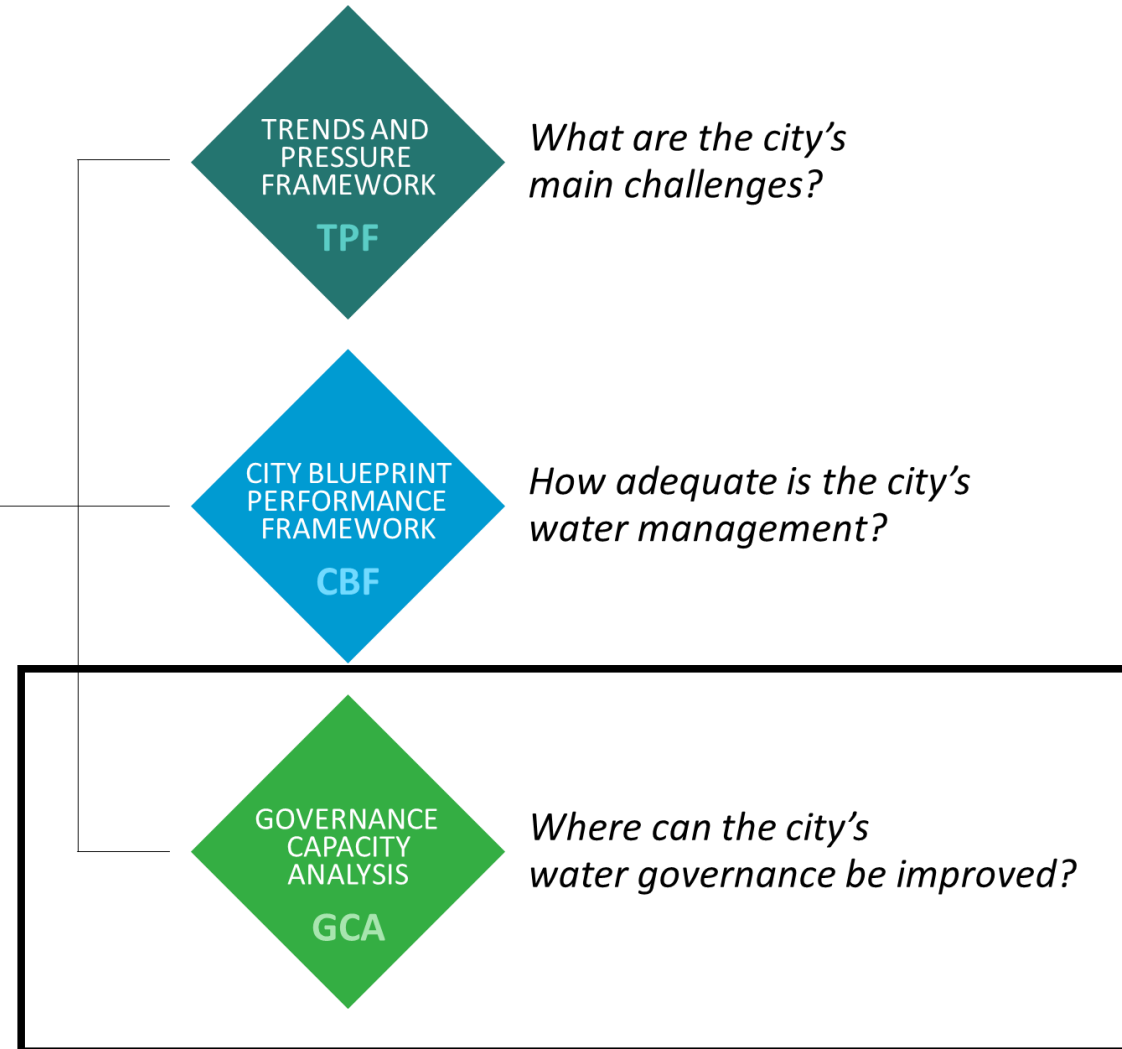 TRENDS AND
PRESSURE
FRAMEWORK
TPF
What are the city’s
main challenges?
CITY BLUEPRINT
PERFORMANCE
FRAMEWORK
CBF
How adequate is the city’s
water management?
GOVERNANCE
CAPACITY
ANALYSIS
GCA
Where can the city’s
water governance be improved?